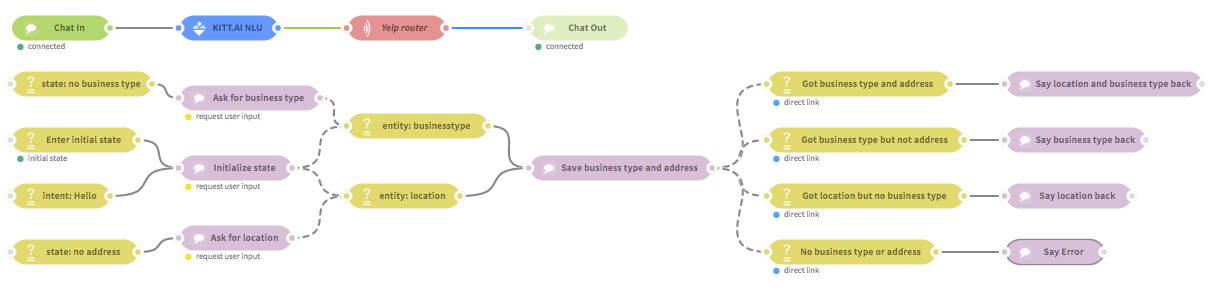 Chat In
KITT.AI NLU
Yelp router
Chat Out
connected
connected
state: no business type
Ask for business type
request user input
Enter initial state
initial state
Initialize state
request user input
intent: Hello
state: no address
Ask for location
request user input
entity: businesstype
entity: location
Save business type and address
Got business type and address
direct link
Say location and business type back
Got business type but not address
direct link
Say business type back
Got location but no business type
direct link
Say location back
No business type or address
direct link
Say Error